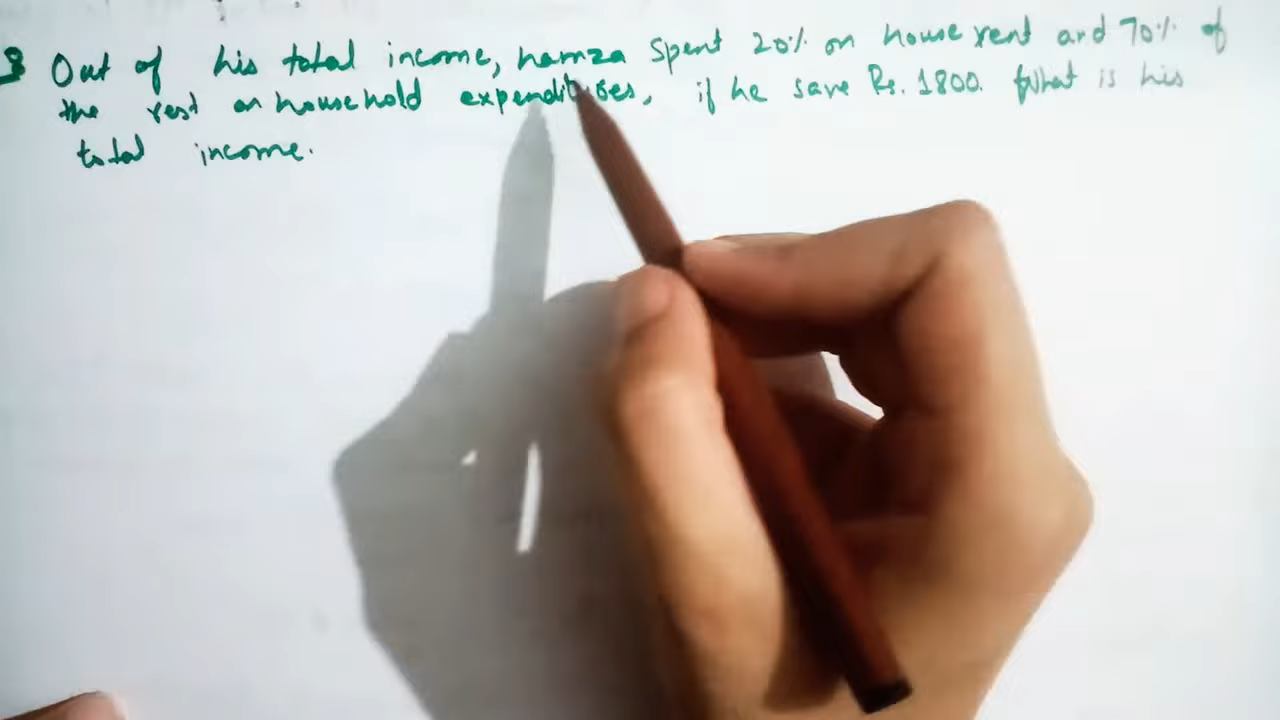 Out of his total income, hamza spent 20% on house rent and 70% of
the rest on household expenditures, if he save Rs. 1800. What is his
total income.